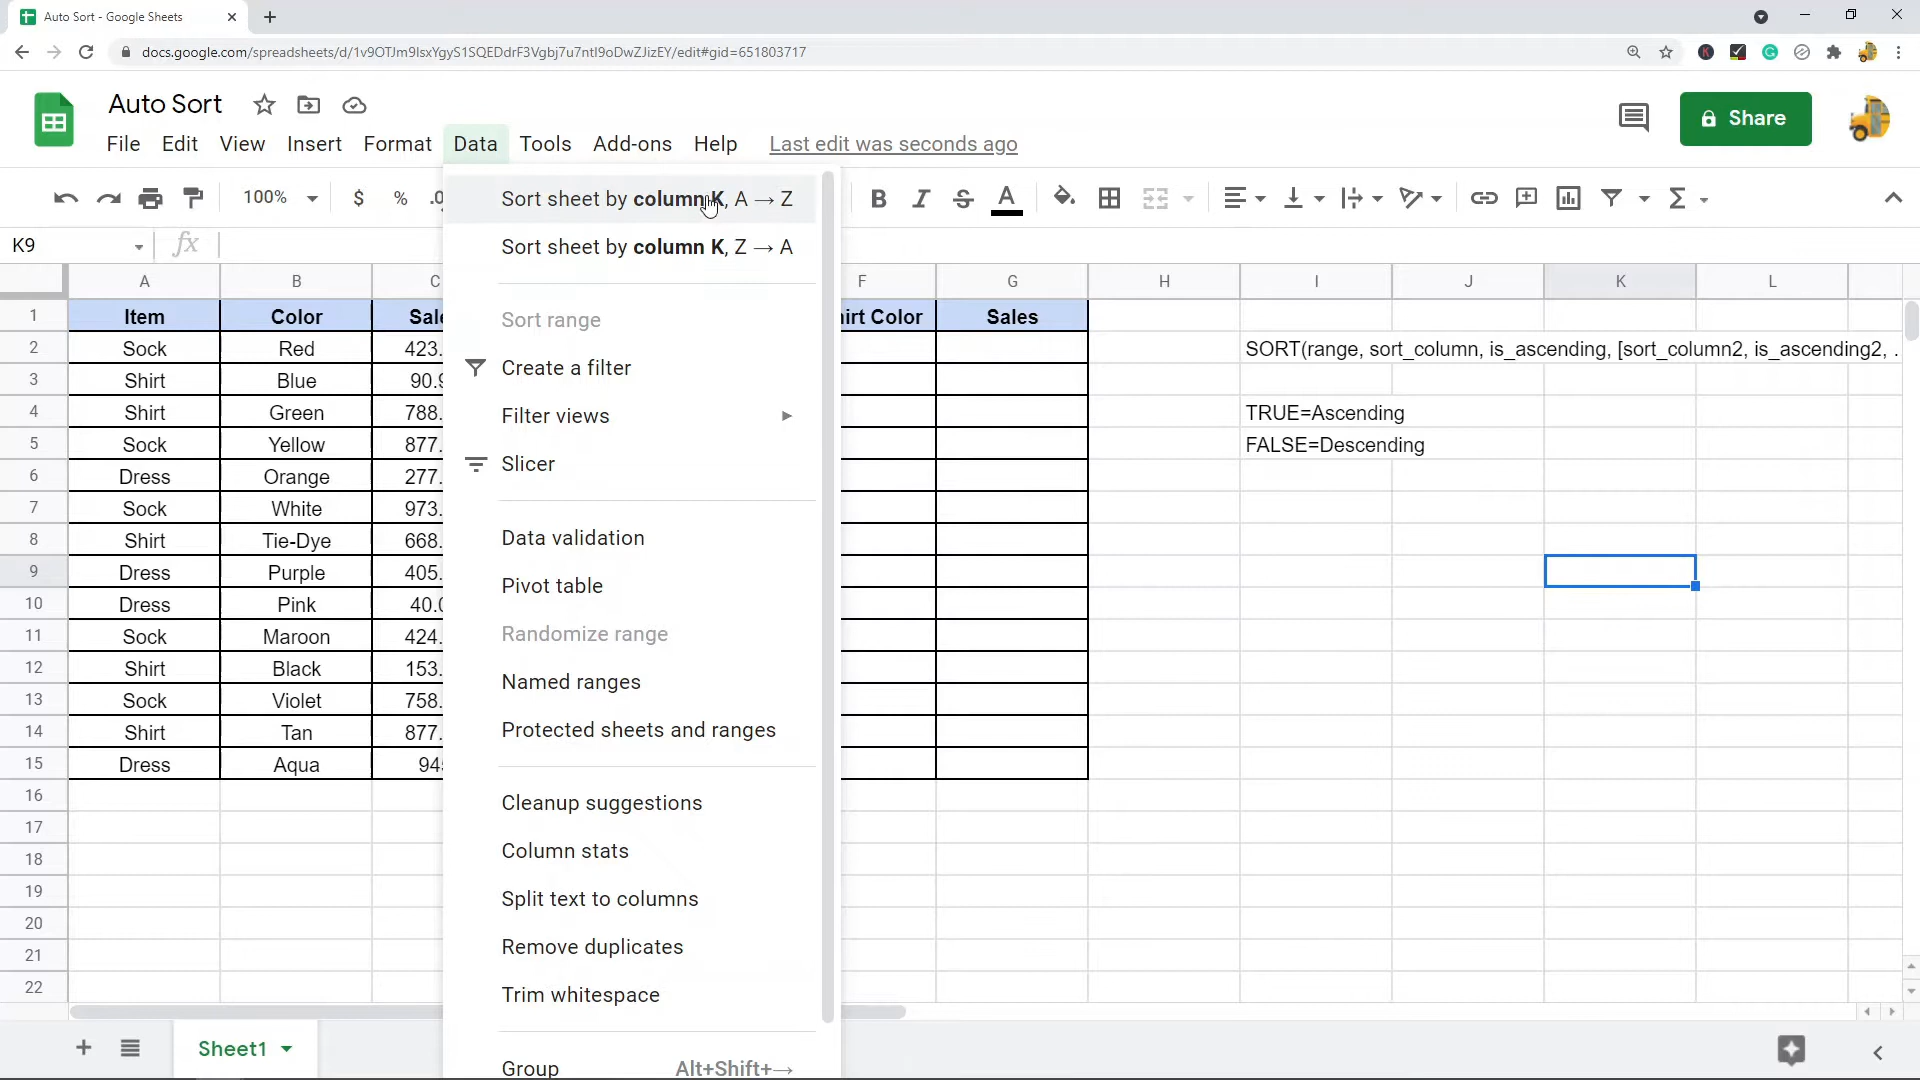 Auto Sort - Google Sheets
docs.google.com/spreadsheets/d/1v9OTJm9IsxYgyS1SQEDdrF3Vgbj7u7ntI9oDwZJizEY/edit#gid=651803717
Auto Sort
File Edit View Insert Format Data Tools Add-ons Help Last edit was seconds ago
Share
100% $ % .0 B I S A Σ
K9 fx
Sort sheet by column K, A → Z
Sort sheet by column K, Z → A
Sort range
Create a filter
Filter views
Slicer
Data validation
Pivot table
Randomize range
Named ranges
Protected sheets and ranges
Cleanup suggestions
Column stats
Split text to columns
Remove duplicates
Trim whitespace
Group Alt+Shift+→
A B C F G H I J K L
1 Item Color Sale irt Color Sales
2 Sock Red 423. SORT(range, sort_column, is_ascending, [sort_column2, is_ascending2, .
3 Shirt Blue 90.9
4 Shirt Green 788. TRUE=Ascending
5 Sock Yellow 877. FALSE=Descending
6 Dress Orange 277.
7 Sock White 973.
8 Shirt Tie-Dye 668.
9 Dress Purple 405.
10 Dress Pink 40.0
11 Sock Maroon 424.
12 Shirt Black 153.
13 Sock Violet 758.
14 Shirt Tan 877.
15 Dress Aqua 94
16
17
18
19
20
21
22
Sheet1